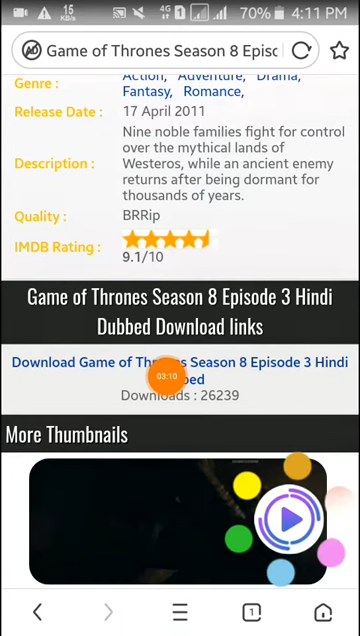 15 KB/s 4G 1 70% 4:11 PM
Game of Thrones Season 8 Episc
Genre : Action, Adventure, Drama,
Fantasy, Romance,
Release Date : 17 April 2011
Nine noble families fight for control
over the mythical lands of
Description : Westeros, while an ancient enemy
returns after being dormant for
thousands of years.
Quality : BRRip
IMDB Rating :
9.1/10
Game of Thrones Season 8 Episode 3 Hindi
Dubbed Download links
Download Game of Thrones Season 8 Episode 3 Hindi
03:10 bed
Downloads : 26239
More Thumbnails
1